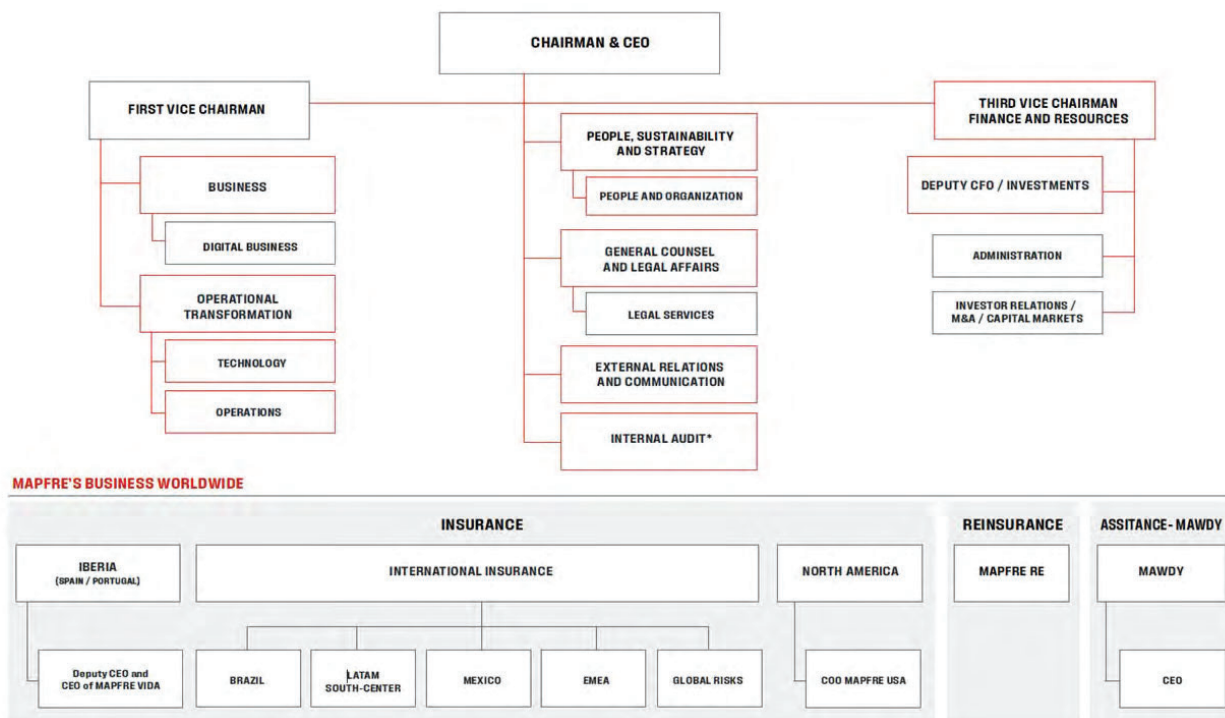 CHAIRMAN & CEO
FIRST VICE CHAIRMAN
THIRD VICE CHAIRMAN
FINANCE AND RESOURCES
BUSINESS
DIGITAL BUSINESS
OPERATIONAL
TRANSFORMATION
TECHNOLOGY
OPERATIONS
PEOPLE, SUSTAINABILITY
AND STRATEGY
PEOPLE AND ORGANIZATION
GENERAL COUNSEL
AND LEGAL AFFAIRS
LEGAL SERVICES
EXTERNAL RELATIONS
AND COMMUNICATION
INTERNAL AUDIT*
DEPUTY CFO / INVESTMENTS
ADMINISTRATION
INVESTOR RELATIONS /
M&A / CAPITAL MARKETS
MAPFRE'S BUSINESS WORLDWIDE
INSURANCE
REINSURANCE
ASSITANCE- MAWDY
IBERIA
(SPAIN / PORTUGAL)
INTERNATIONAL INSURANCE
NORTH AMERICA
MAPFRE RE
MAWDY
Deputy CEO and
CEO of MAPFRE VIDA
BRAZIL
LATAM
SOUTH-CENTER
MEXICO
EMEA
GLOBAL RISKS
COO MAPFRE USA
CEO